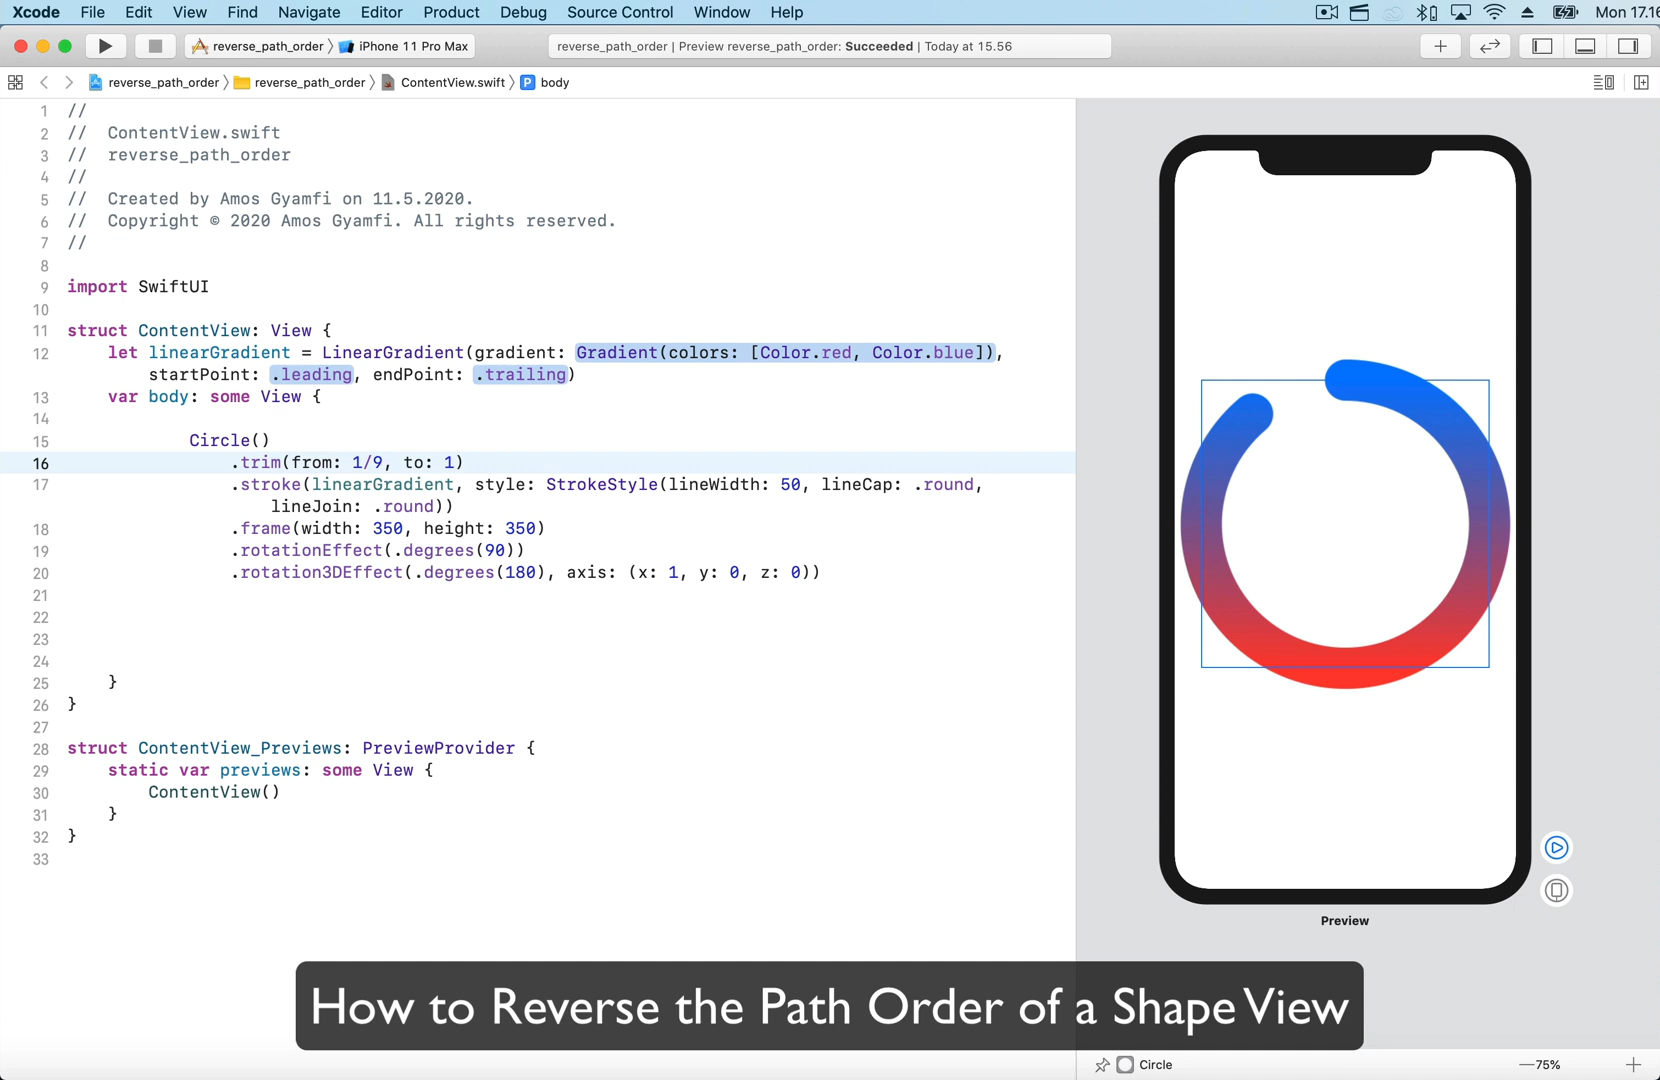 Xcode File Edit View Find Navigate Editor Product Debug Source Control Window Help Mon 17.16
reverse_path_order iPhone 11 Pro Max reverse_path_order | Preview reverse_path_order: Succeeded | Today at 15.56
reverse_path_order reverse_path_order ContentView.swift P body
1 //
2 // ContentView.swift
3 // reverse_path_order
4 //
5 // Created by Amos Gyamfi on 11.5.2020.
6 // Copyright © 2020 Amos Gyamfi. All rights reserved.
7 //
8
9 import SwiftUI
10
11 struct ContentView: View {
12 let linearGradient = LinearGradient(gradient: Gradient(colors: [Color.red, Color.blue]),
startPoint: .leading, endPoint: .trailing)
13 var body: some View {
14
15 Circle()
16 .trim(from: 1/9, to: 1)
17 .stroke(linearGradient, style: StrokeStyle(lineWidth: 50, lineCap: .round,
lineJoin: .round))
18 .frame(width: 350, height: 350)
19 .rotationEffect(.degrees(90))
20 .rotation3DEffect(.degrees(180), axis: (x: 1, y: 0, z: 0))
21
22
23
24
25 }
26 }
27
28 struct ContentView_Previews: PreviewProvider {
29 static var previews: some View {
30 ContentView()
31 }
32 }
33
Preview
How to Reverse the Path Order of a Shape View
Circle — 75% +